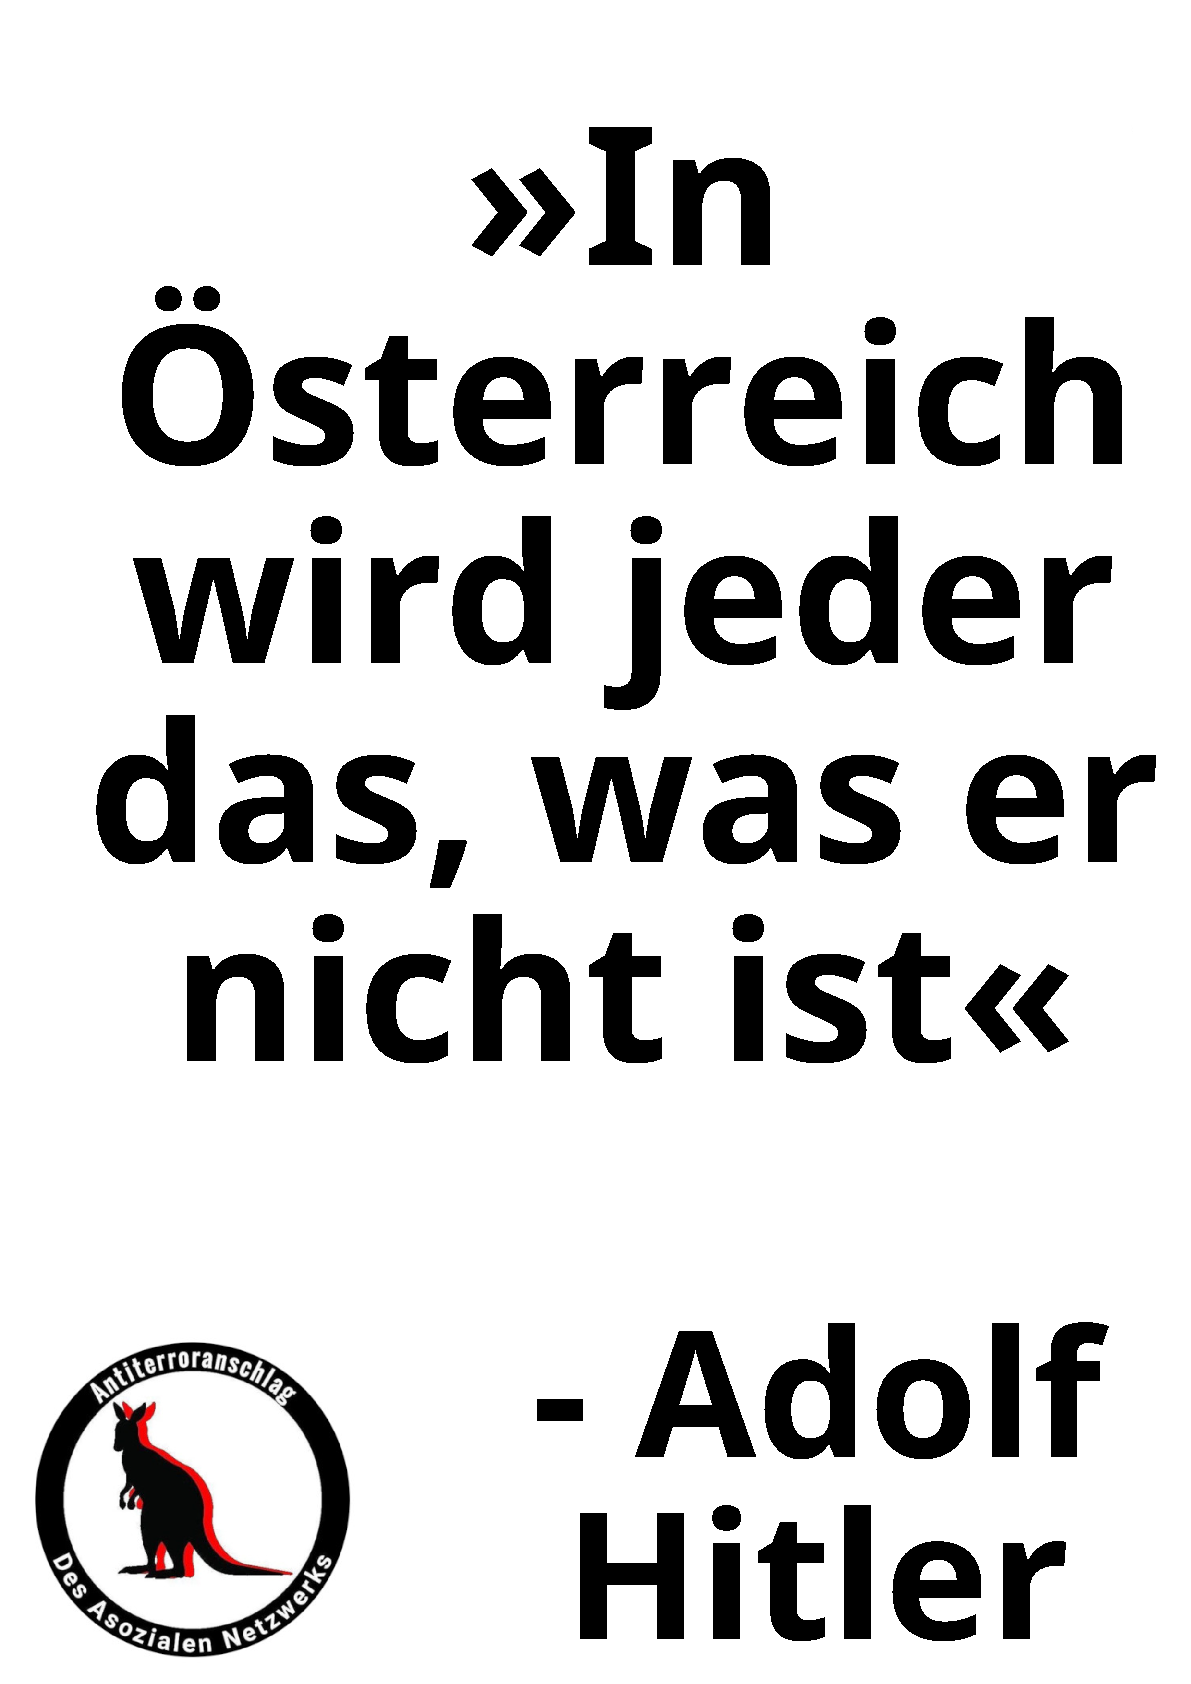 »In
Österreich
wird jeder
das, was er
nicht ist«
- Adolf
Hitler
Antiterroranschlag
Des Asozialen Netzwerks